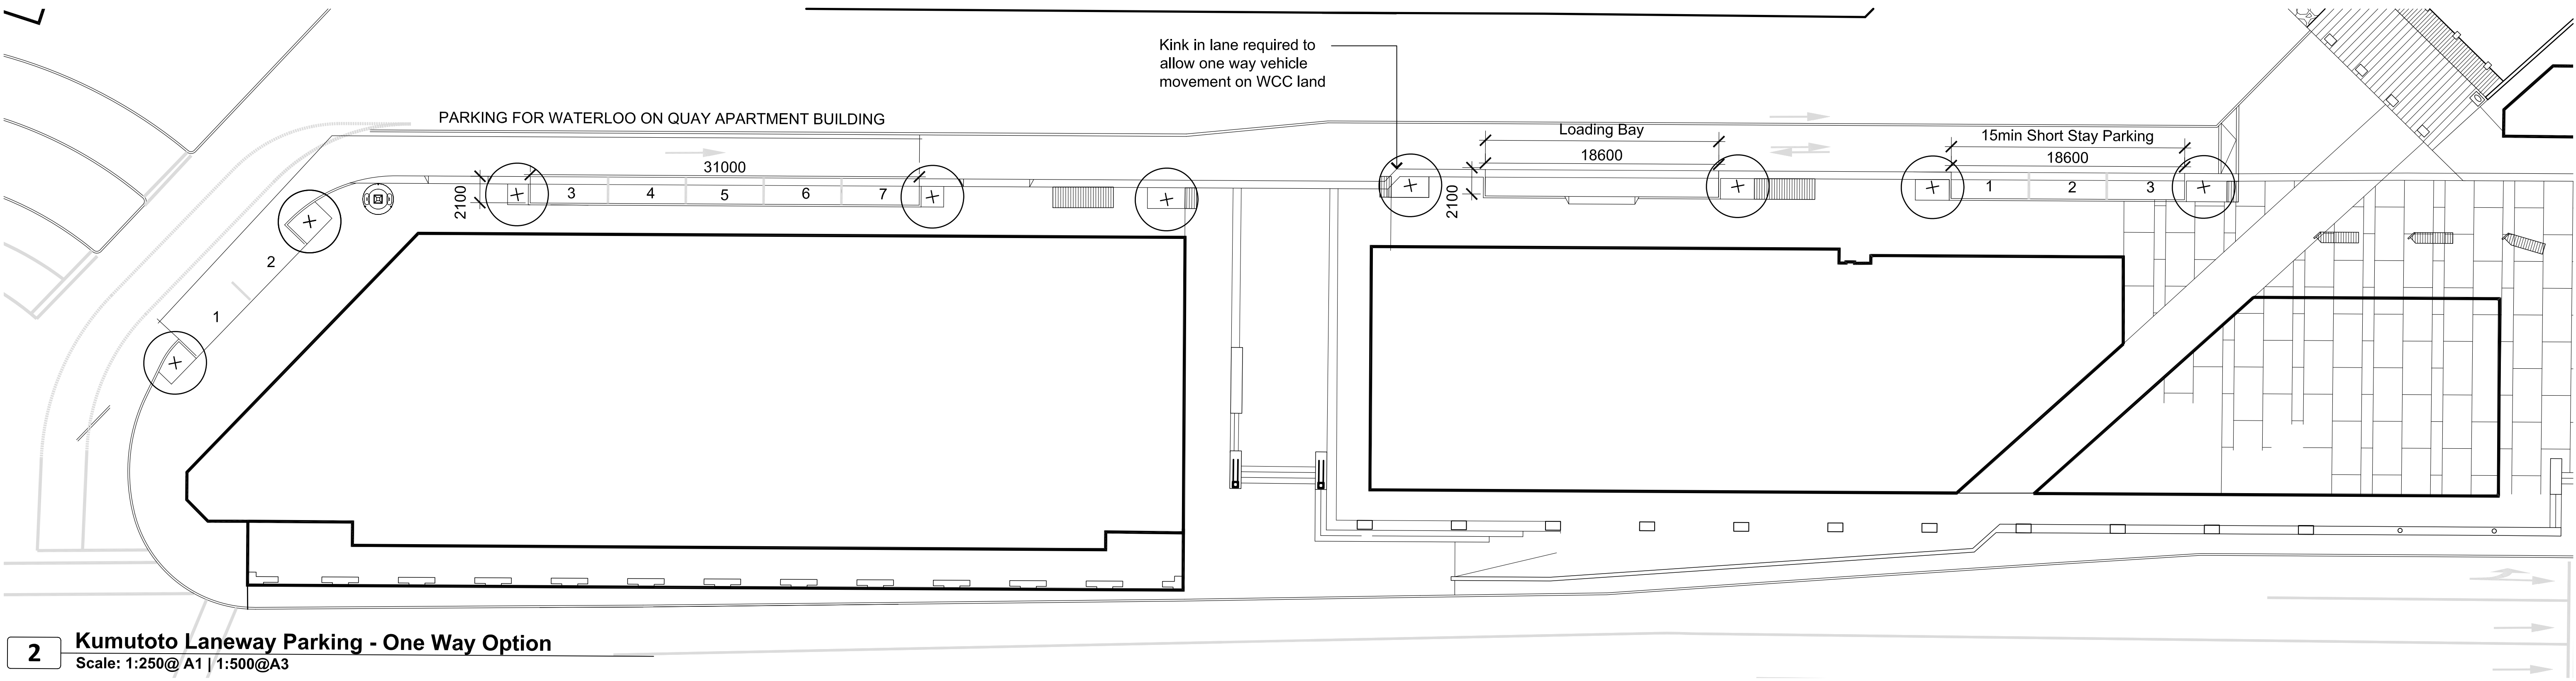 Kink in lane required to
allow one way vehicle
movement on WCC land
PARKING FOR WATERLOO ON QUAY APARTMENT BUILDING
Loading Bay
15min Short Stay Parking
31000
18600
18600
2100
3
4
5
6
7
2100
1
2
3
2
1
2
Kumutoto Laneway Parking - One Way Option
Scale: 1:250@ A1 | 1:500@A3